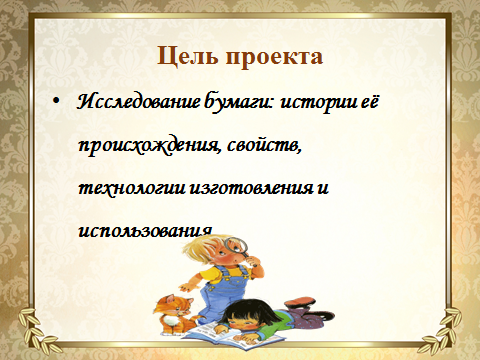 Цель проекта
• Исследование бумаги: истории её
происхождения, свойств,
технологии изготовления и
использования